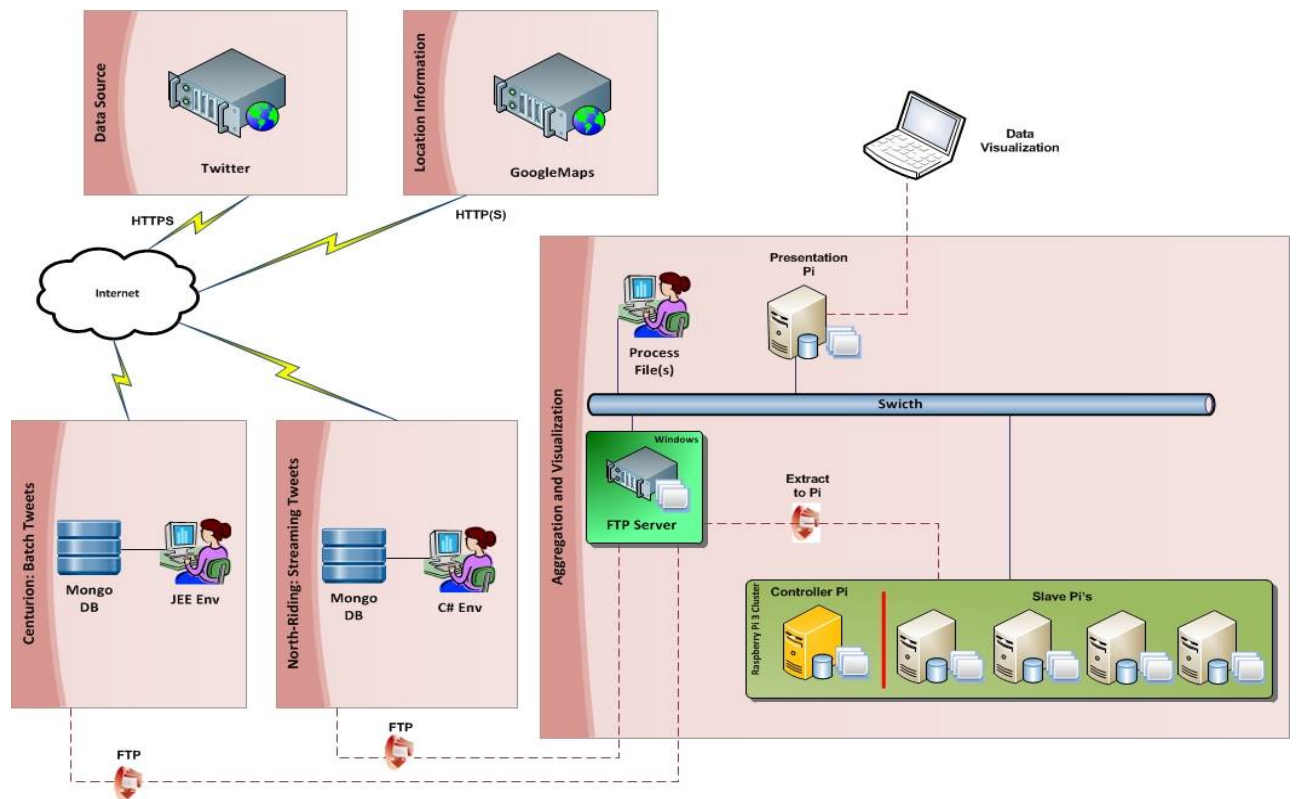 Data Source
Twitter
Location Information
GoogleMaps
Data
Visualization
HTTPS
HTTP(S)
Internet
Aggregation and Visualization
Process
File(s)
Presentation
Pi
Swicth
Windows
FTP Server
Extract
to Pi
Raspberry Pi 3 Cluster
Controller Pi
Slave Pi's
Centurion: Batch Tweets
Mongo
DB
JEE Env
North-Riding: Streaming Tweets
Mongo
DB
C# Env
FTP
FTP